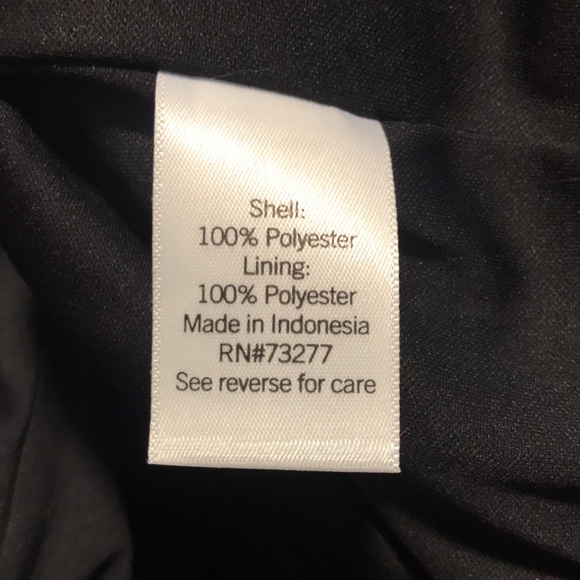 Shell:
100% Polyester
Lining:
100% Polyester
Made in Indonesia
RN#73277
See reverse for care